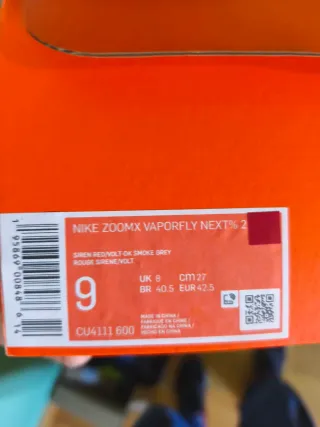 NIKE ZOOMX VAPORFLY NEXT% 2
SIREN RED/VOLT-DK SMOKE GREY
ROUGE SIRENE/VOLT
9
UK 8 CM 27
BR 40.5 EUR 42.5
CU4111 600
MADE IN CHINA /
FABRIQUÉ EN CHINE /
FABRICADO NA CHINA /
HECHO EN CHINA